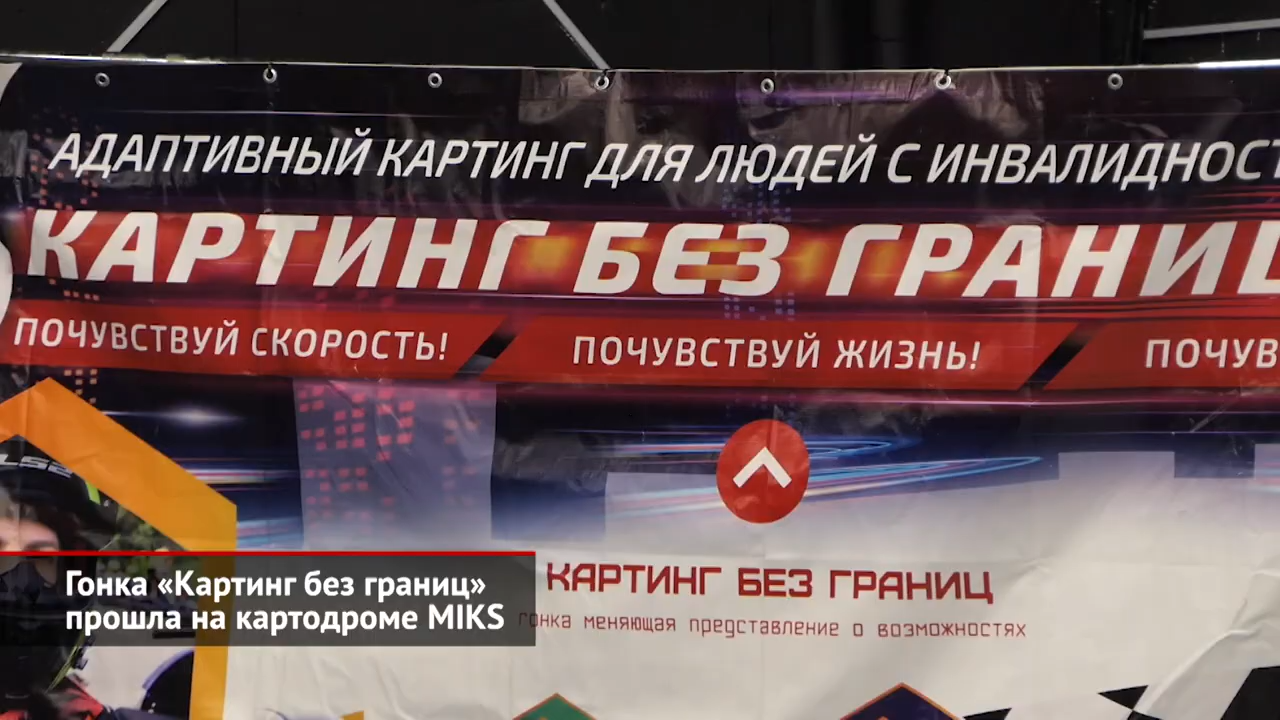 АДАПТИВНЫЙ КАРТИНГ ДЛЯ ЛЮДЕЙ С ИНВАЛИДНОСТ
КАРТИНГ БЕЗ ГРАНИЦ
ПОЧУВСТВУЙ СКОРОСТЬ! ПОЧУВСТВУЙ ЖИЗНЬ! ПОЧУВ
КАРТИНГ БЕЗ ГРАНИЦ
гонка меняющая представление о возможностях
Гонка «Картинг без границ»
прошла на картодроме MIKS